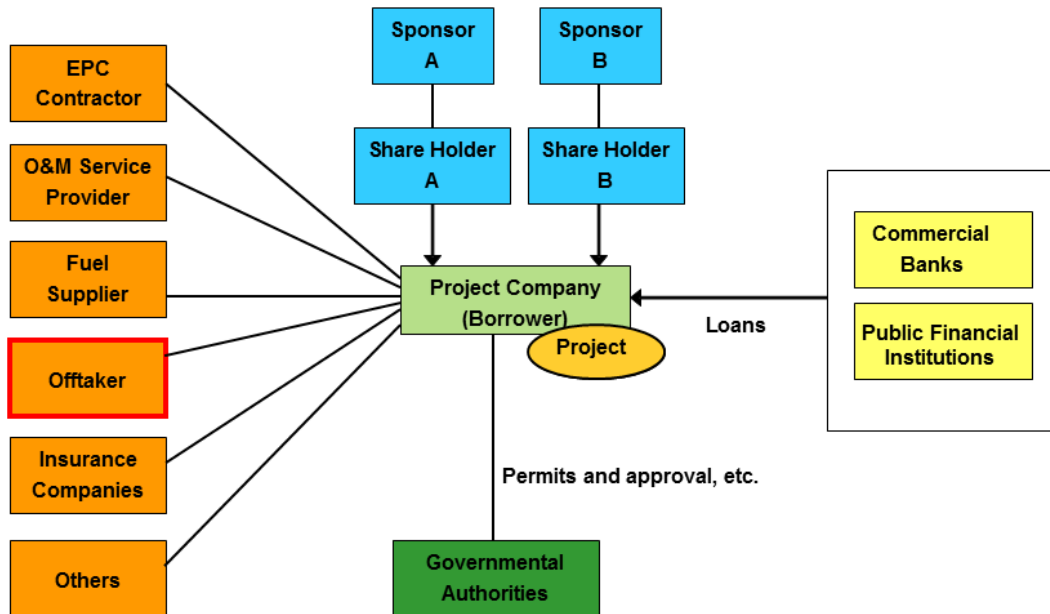 Sponsor
A
Sponsor
B
EPC
Contractor
Share Holder
A
Share Holder
B
O&M Service
Provider
Fuel
Supplier
Offtaker
Insurance
Companies
Others
Project Company
(Borrower)
Project
Loans
Commercial
Banks
Public Financial
Institutions
Permits and approval, etc.
Governmental
Authorities